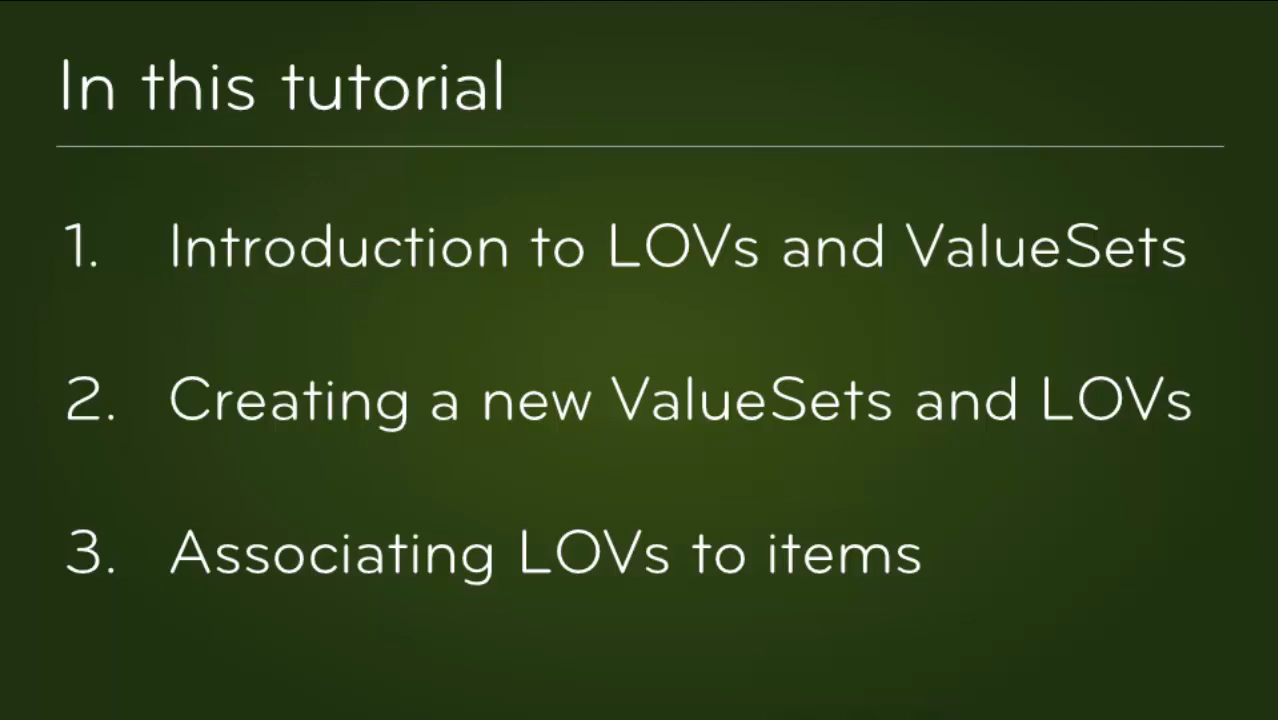 In this tutorial
1. Introduction to LOVs and ValueSets
2. Creating a new ValueSets and LOVs
3. Associating LOVs to items